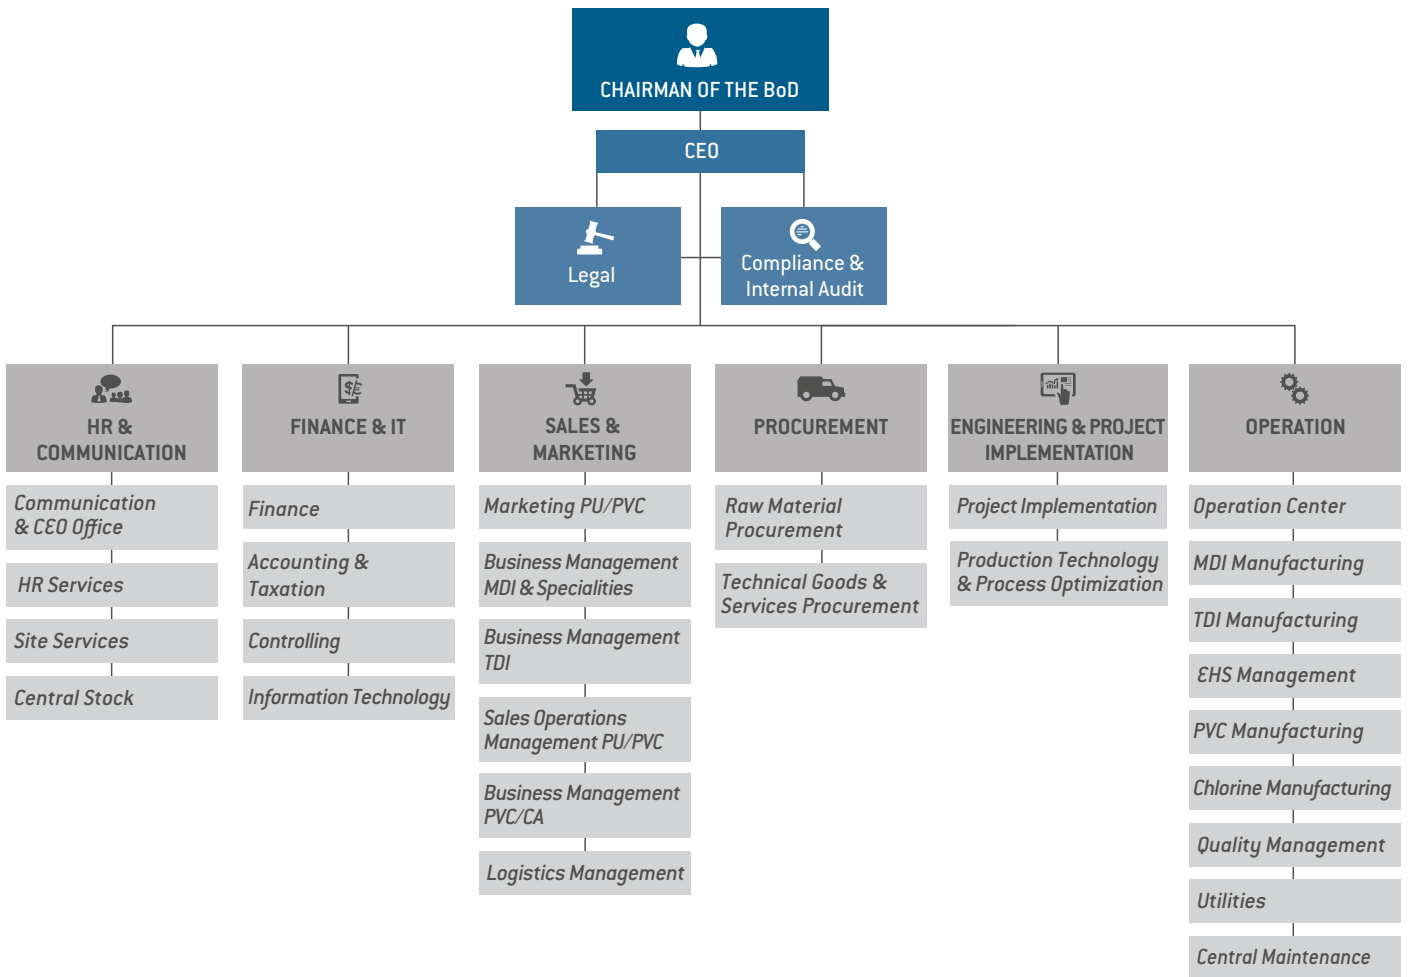 CHAIRMAN OF THE BoD
CEO
Legal
Compliance &
Internal Audit
HR &
COMMUNICATION
Communication
& CEO Office
HR Services
Site Services
Central Stock
FINANCE & IT
Finance
Accounting &
Taxation
Controlling
Information Technology
SALES &
MARKETING
Marketing PU/PVC
Business Management
MDI & Specialities
Business Management
TDI
Sales Operations
Management PU/PVC
Business Management
PVC/CA
Logistics Management
PROCUREMENT
Raw Material
Procurement
Technical Goods &
Services Procurement
ENGINEERING & PROJECT
IMPLEMENTATION
Project Implementation
Production Technology
& Process Optimization
OPERATION
Operation Center
MDI Manufacturing
TDI Manufacturing
EHS Management
PVC Manufacturing
Chlorine Manufacturing
Quality Management
Utilities
Central Maintenance